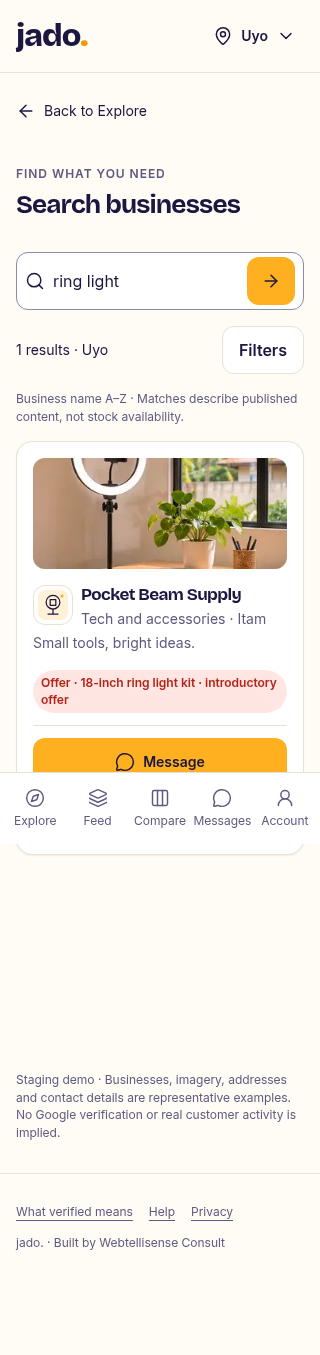 jado.
Uyo
Back to Explore
FIND WHAT YOU NEED
Search businesses
ring light
1 results · Uyo
Filters
Business name A–Z · Matches describe published
content, not stock availability.
Pocket Beam Supply
Tech and accessories · Itam
Small tools, bright ideas.
Offer · 18-inch ring light kit · introductory
offer
Message
Explore
Feed
Compare
Messages
Account
Staging demo · Businesses, imagery, addresses
and contact details are representative examples.
No Google verification or real customer activity is
implied.
What verified means
Help
Privacy
jado. · Built by Webtellisense Consult